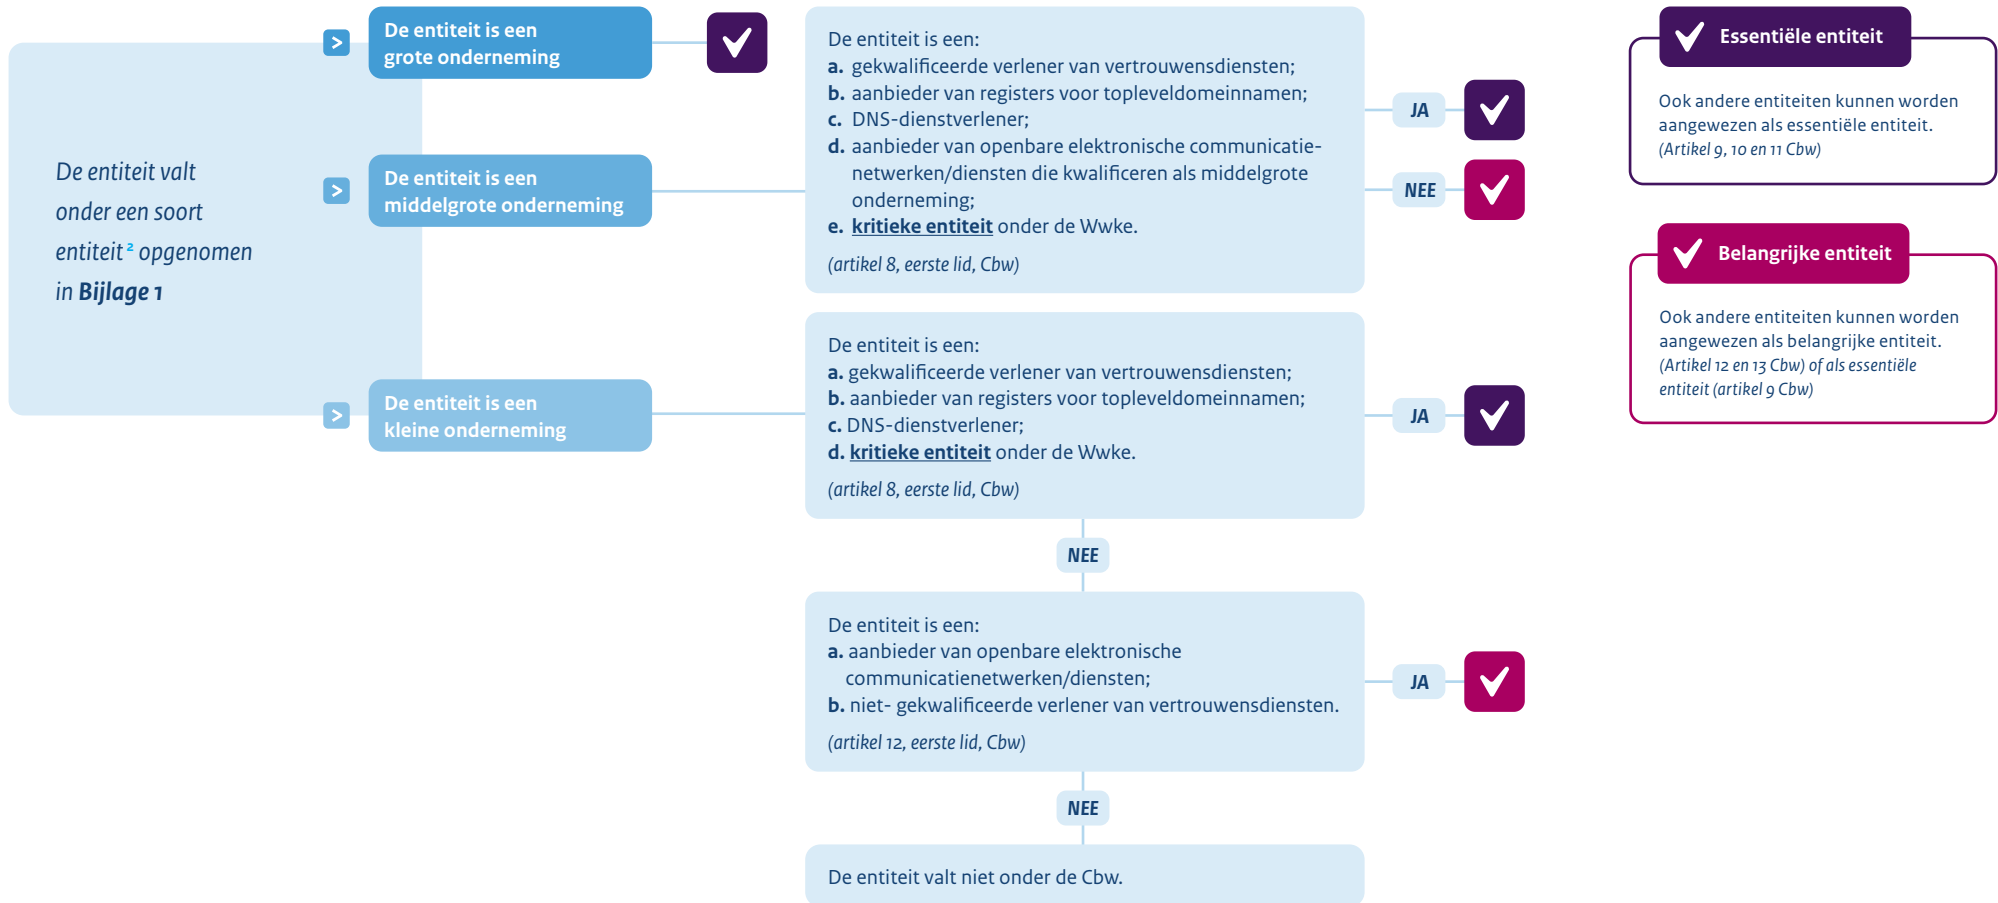 De entiteit valt
onder een soort
entiteit ² opgenomen
in Bijlage 1
>
De entiteit is een
grote onderneming
>
De entiteit is een
middelgrote onderneming
>
De entiteit is een
kleine onderneming
De entiteit is een:
a. gekwalificeerde verlener van vertrouwensdiensten;
b. aanbieder van registers voor topleveldomeinnamen;
c. DNS-dienstverlener;
d. aanbieder van openbare elektronische communicatie-
netwerken/diensten die kwalificeren als middelgrote
onderneming;
e. kritieke entiteit onder de Wwke.
(artikel 8, eerste lid, Cbw)
JA
NEE
De entiteit is een:
a. gekwalificeerde verlener van vertrouwensdiensten;
b. aanbieder van registers voor topleveldomeinnamen;
c. DNS-dienstverlener;
d. kritieke entiteit onder de Wwke.
(artikel 8, eerste lid, Cbw)
JA
NEE
De entiteit is een:
a. aanbieder van openbare elektronische
communicatienetwerken/diensten;
b. niet- gekwalificeerde verlener van vertrouwensdiensten.
(artikel 12, eerste lid, Cbw)
JA
NEE
De entiteit valt niet onder de Cbw.
Essentiële entiteit
Ook andere entiteiten kunnen worden
aangewezen als essentiële entiteit.
(Artikel 9, 10 en 11 Cbw)
Belangrijke entiteit
Ook andere entiteiten kunnen worden
aangewezen als belangrijke entiteit.
(Artikel 12 en 13 Cbw) of als essentiële
entiteit (artikel 9 Cbw)